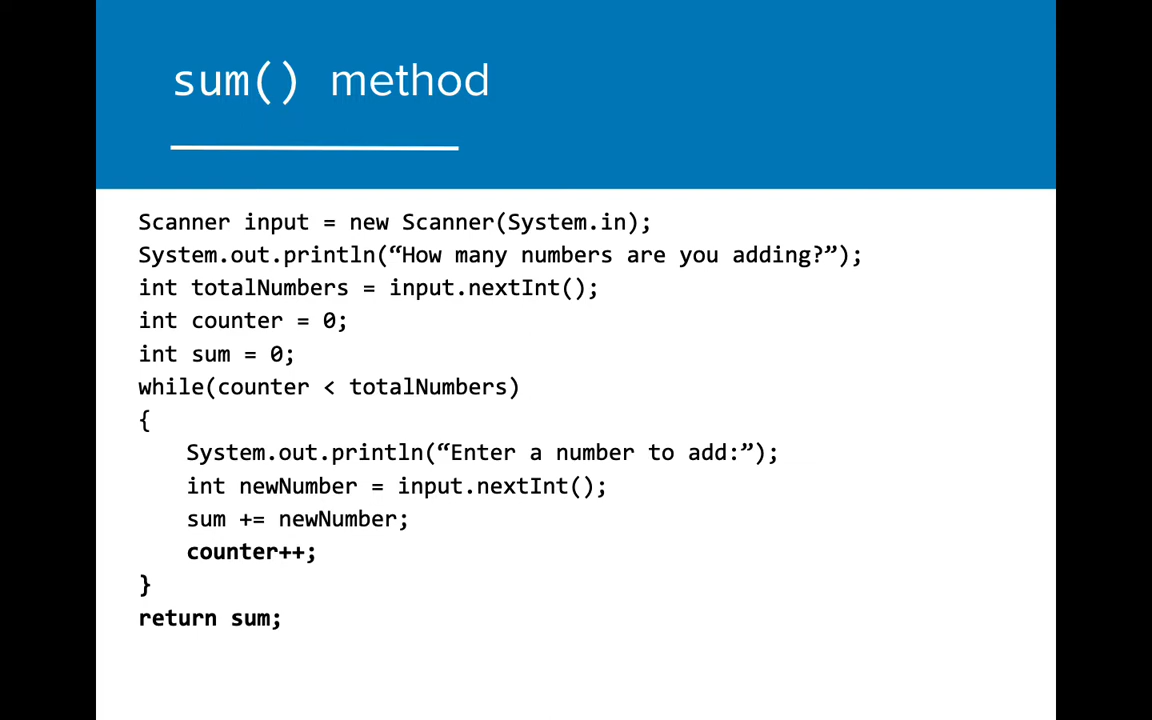 sum() method
Scanner input = new Scanner(System.in);
System.out.println(“How many numbers are you adding?”);
int totalNumbers = input.nextInt();
int counter = 0;
int sum = 0;
while(counter < totalNumbers)
{
System.out.println(“Enter a number to add:”);
int newNumber = input.nextInt();
sum += newNumber;
counter++;
}
return sum;